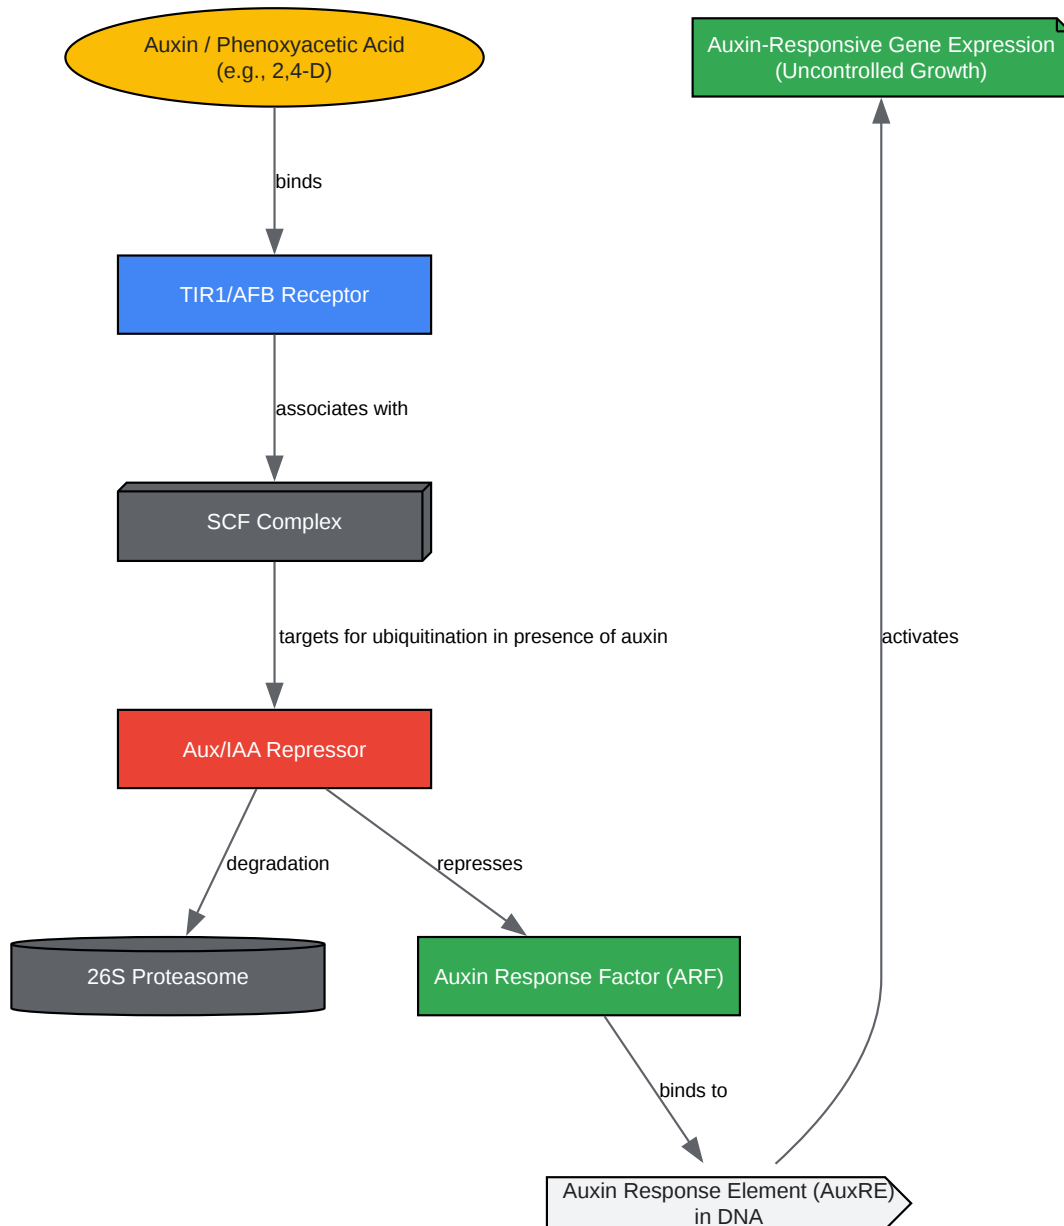 Auxin / Phenoxyacetic Acid
(e.g., 2,4-D)
Auxin-Responsive Gene Expression
(Uncontrolled Growth)
binds
TIR1/AFB Receptor
associates with
SCF Complex
targets for ubiquitination in presence of auxin
activates
Aux/IAA Repressor
degradation
represses
26S Proteasome
Auxin Response Factor (ARF)
binds to
Auxin Response Element (AuxRE)
in DNA